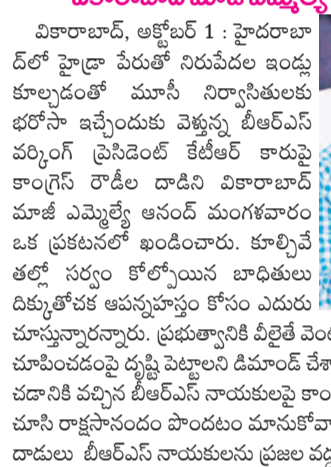 వికారాబాద్, అక్టోబర్ 1 : హైదరాబా
ద్‌లో హైడ్రా పేరుతో నిరుపేదల ఇండ్లు
కూల్చడంతో మూసీ నిర్వాసితులకు
భరోసా ఇచ్చేందుకు వెళ్తున్న బీఆర్ఎస్
వర్కింగ్ ప్రెసిడెంట్ కేటీఆర్ కారుపై
కాంగ్రెస్ రౌడీల దాడిని వికారాబాద్
మాజీ ఎమ్మెల్యే ఆనంద్ మంగళవారం
ఒక ప్రకటనలో ఖండించారు. కూల్చివే
తల్లో సర్వం కోల్పోయిన బాధితులు
దిక్కుతోచక ఆపన్నహస్తం కోసం ఎదురు
చూస్తున్నారన్నారు. ప్రభుత్వానికి వీలైతే
చూపించడంపై దృష్టి పెట్టాలని డిమాండ్
చడానికి వచ్చిన బీఆర్ఎస్ నాయకులపై
చూసి రాక్షసానందం పొందటం
దాడులు బీఆర్ఎస్ నాయకులను ప్రజల